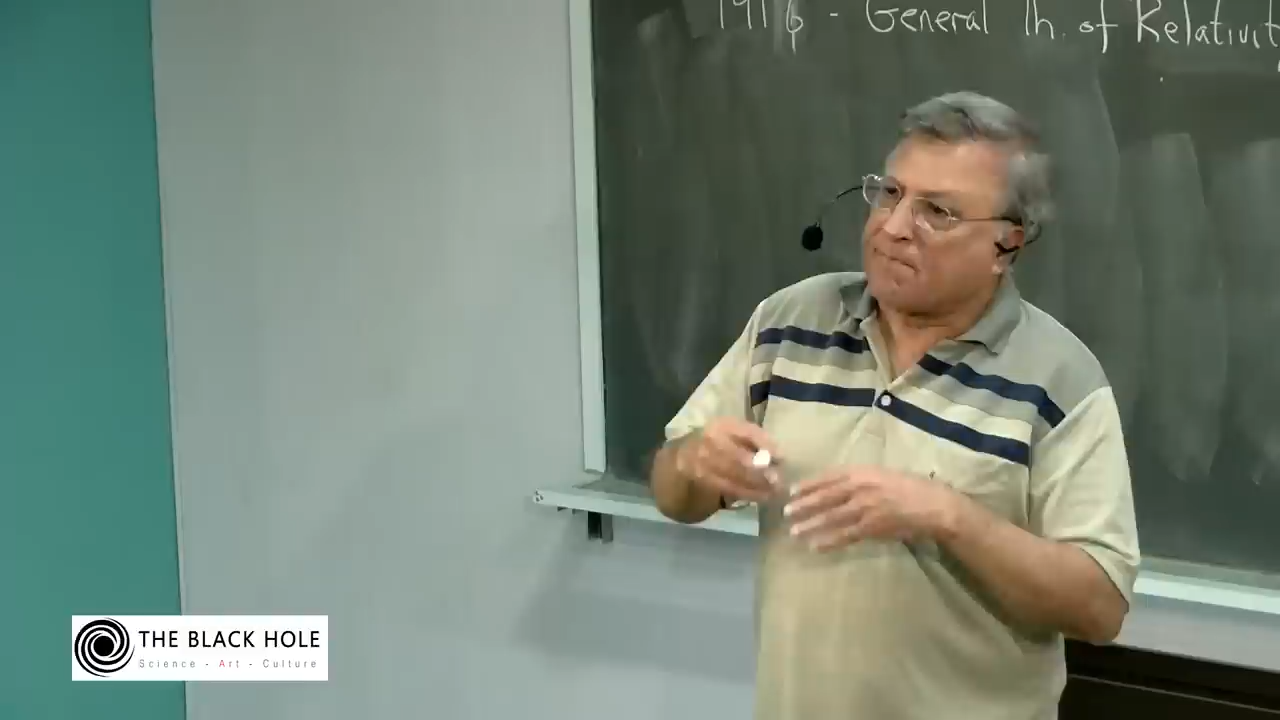 1916 - General Th. of Relativity
THE BLACK HOLE
Science - Art - Culture